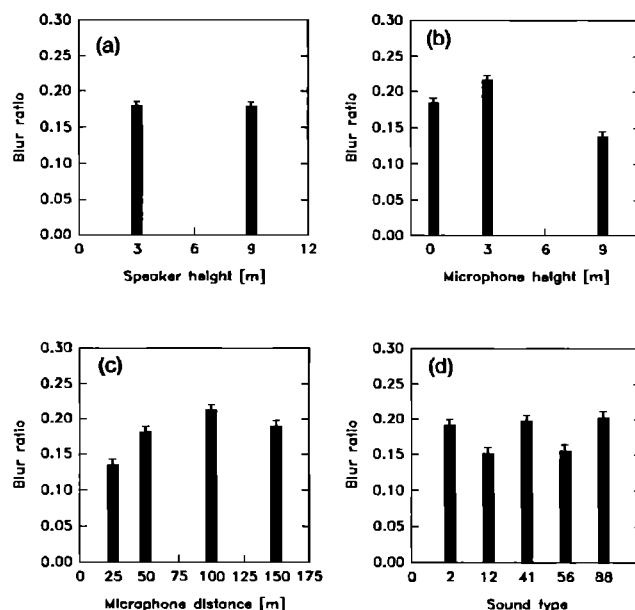 (a)
Blur ratio
0.30
0.25
0.20
0.15
0.10
0.05
0.00
0 3 6 9 12
Speaker height [m]
(b)
Blur ratio
0.30
0.25
0.20
0.15
0.10
0.05
0.00
0 3 6 9
Microphone height [m]
(c)
Blur ratio
0.30
0.25
0.20
0.15
0.10
0.05
0.00
0 25 50 75 100 125 150 175
Microphone distance [m]
(d)
Blur ratio
0.30
0.25
0.20
0.15
0.10
0.05
0.00
0 2 12 41 56 88
Sound type